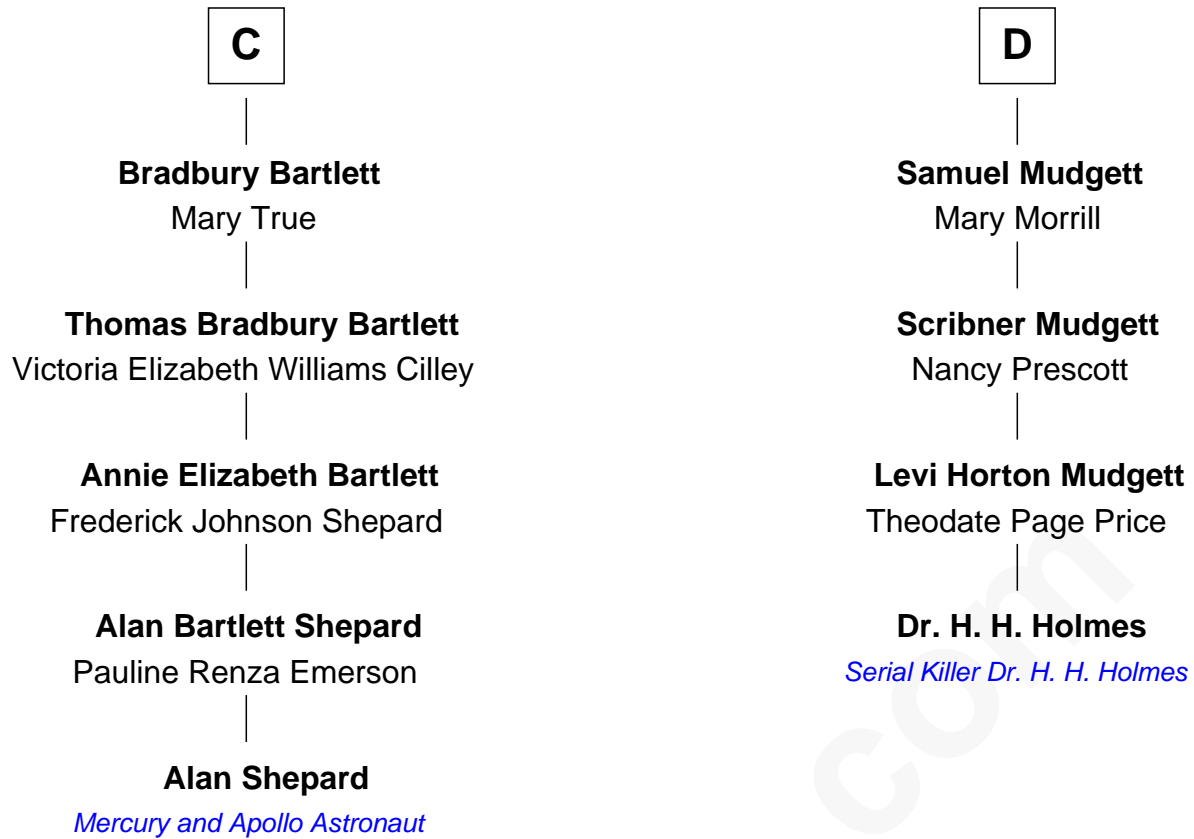 C
Bradbury Bartlett
Mary True
Thomas Bradbury Bartlett
Victoria Elizabeth Williams Cilley
Annie Elizabeth Bartlett
Frederick Johnson Shepard
Alan Bartlett Shepard
Pauline Renza Emerson
Alan Shepard
Mercury and Apollo Astronaut
D
Samuel Mudgett
Mary Morrill
Scribner Mudgett
Nancy Prescott
Levi Horton Mudgett
Theodate Page Price
Dr. H. H. Holmes
Serial Killer Dr. H. H. Holmes
com